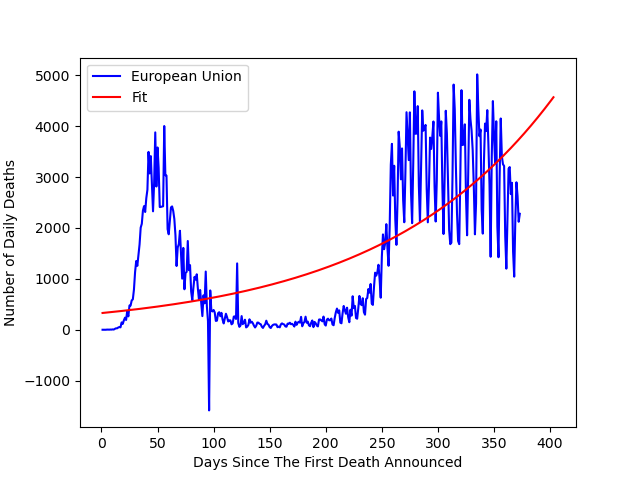 European Union
Fit
5000
4000
3000
2000
1000
0
−1000
Number of Daily Deaths
0 50 100 150 200 250 300 350 400
Days Since The First Death Announced